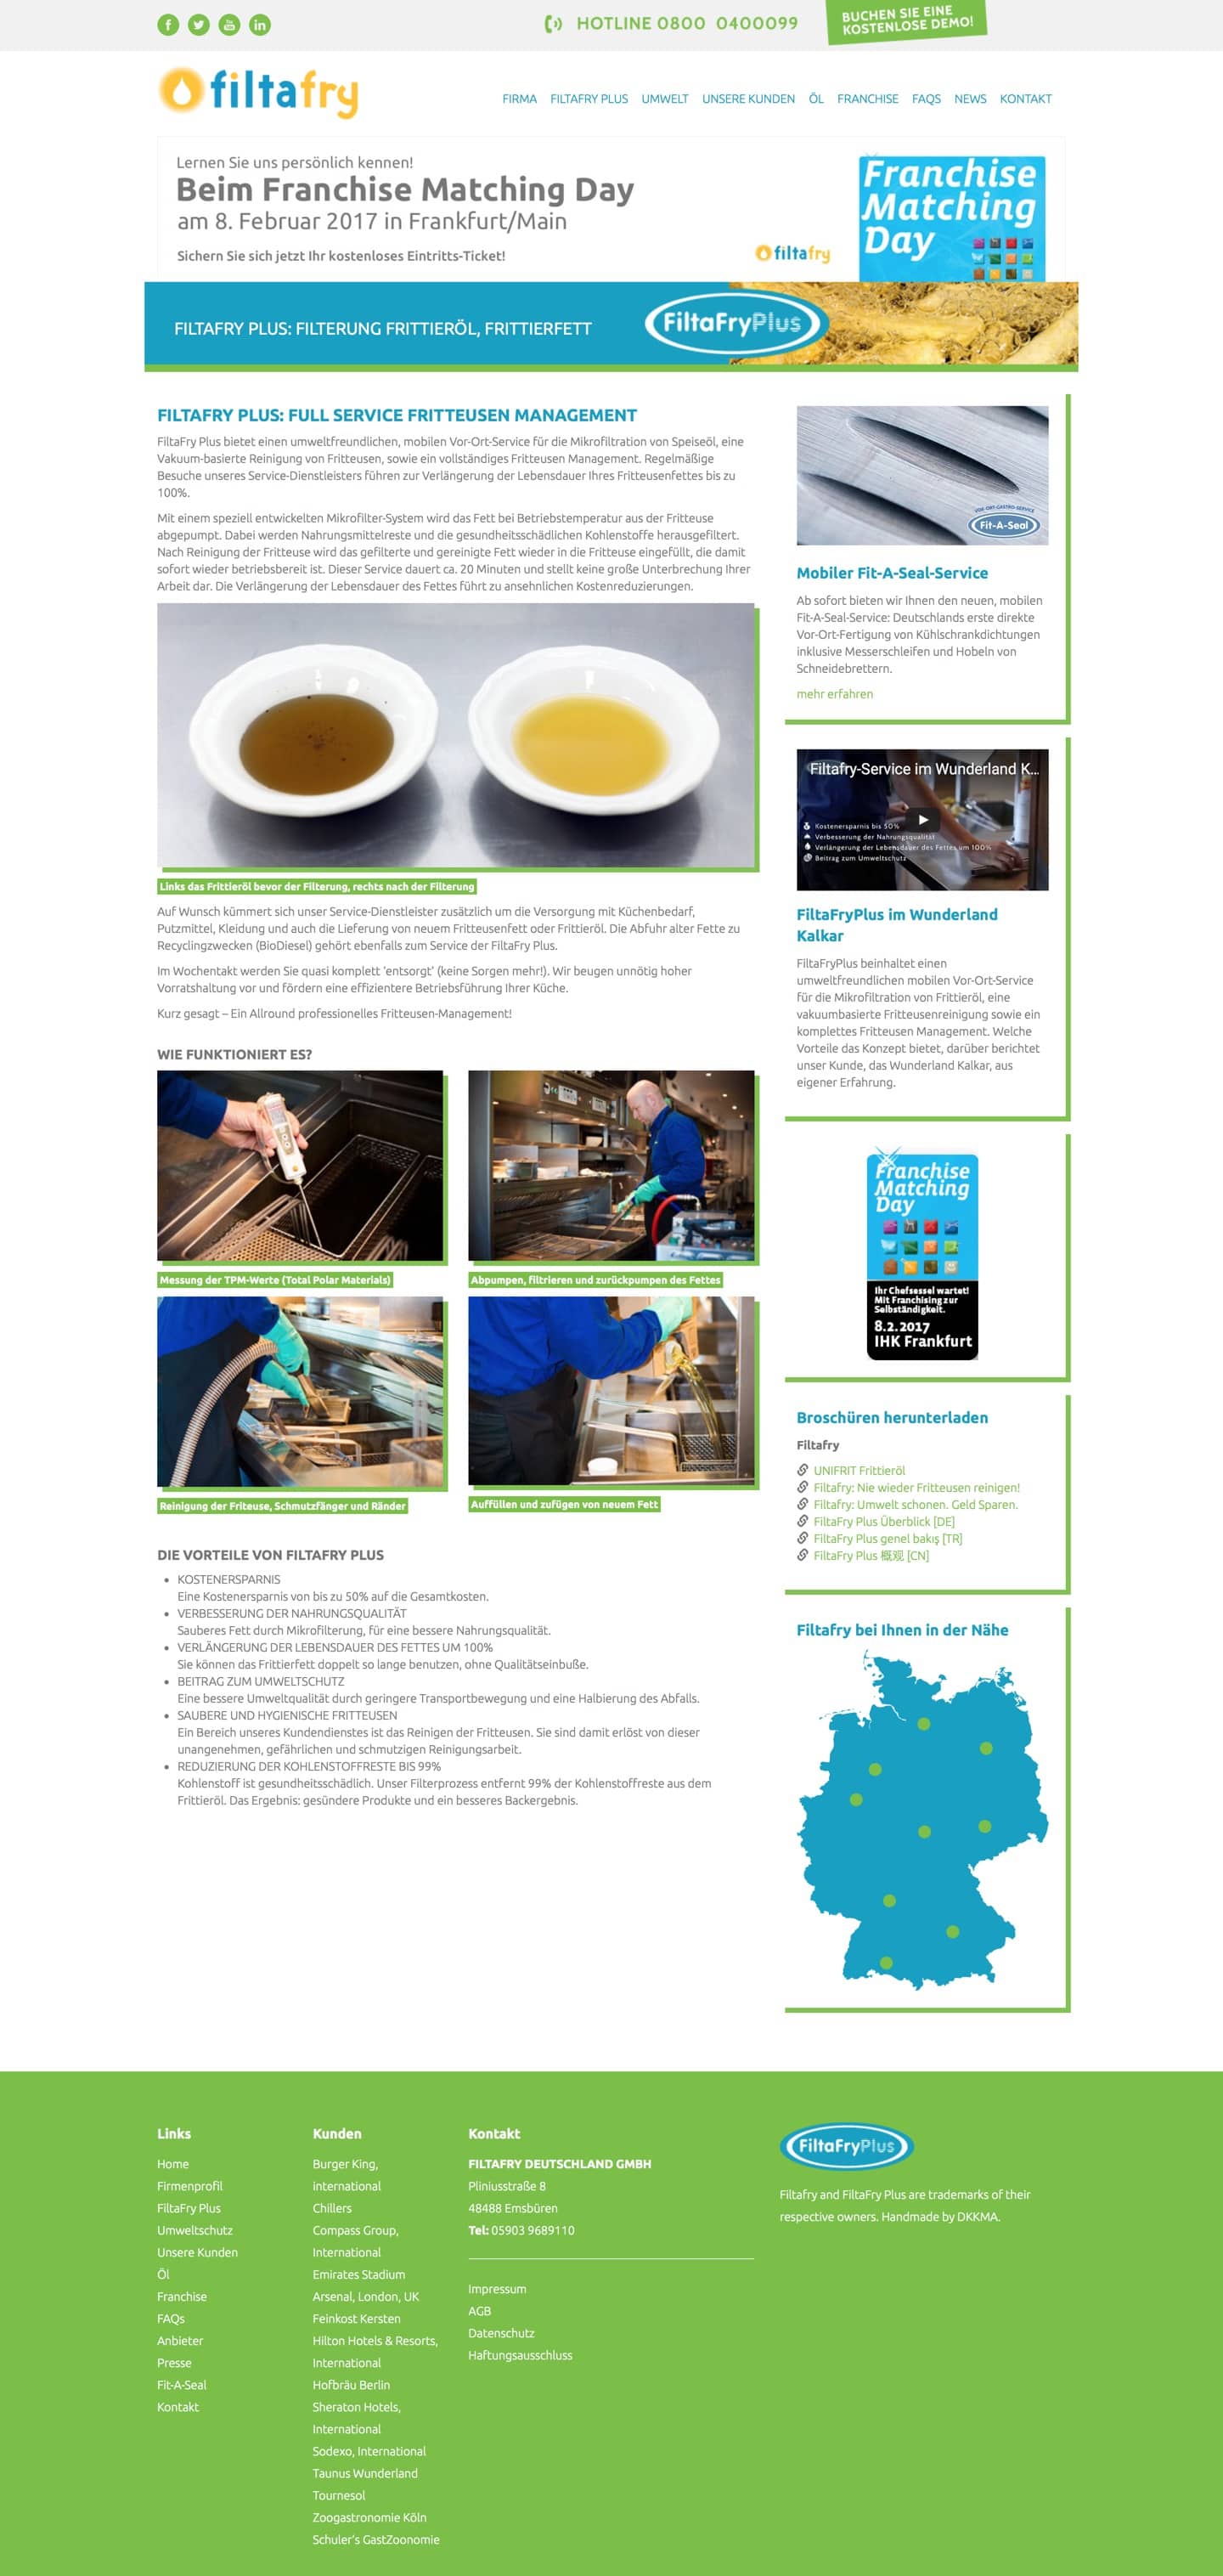 HOTLINE 0800 0400099
BUCHEN SIE EINE
KOSTENLOSE DEMO!
filtafry
FIRMA FILTAFRY PLUS UMWELT UNSERE KUNDEN ÖL FRANCHISE FAQS NEWS KONTAKT
Lernen Sie uns persönlich kennen!
Beim Franchise Matching Day
am 8. Februar 2017 in Frankfurt/Main
Sichern Sie sich jetzt Ihr kostenloses Eintritts-Ticket!
filtafry
Franchise
Matching
Day
FILTAFRY PLUS: FILTERUNG FRITTIERÖL, FRITTIERFETT
FiltaFryPlus
FILTAFRY PLUS: FULL SERVICE FRITTEUSEN MANAGEMENT
FiltaFry Plus bietet einen umweltfreundlichen, mobilen Vor-Ort-Service für die Mikrofiltration von Speiseöl, eine
Vakuum-basierte Reinigung von Fritteusen, sowie ein vollständiges Fritteusen Management. Regelmäßige
Besuche unseres Service-Dienstleisters führen zur Verlängerung der Lebensdauer Ihres Fritteusenfettes bis zu
100%.
Mit einem speziell entwickelten Mikrofilter-System wird das Fett bei Betriebstemperatur aus der Fritteuse
abgepumpt. Dabei werden Nahrungsmittelreste und die gesundheitsschädlichen Kohlenstoffe herausgefiltert.
Nach Reinigung der Fritteuse wird das gefilterte und gereinigte Fett wieder in die Fritteuse eingefüllt, die damit
sofort wieder betriebsbereit ist. Dieser Service dauert ca. 20 Minuten und stellt keine große Unterbrechung Ihrer
Arbeit dar. Die Verlängerung der Lebensdauer des Fettes führt zu ansehnlichen Kostenreduzierungen.
Links das Frittieröl bevor der Filterung, rechts nach der Filterung
Auf Wunsch kümmert sich unser Service-Dienstleister zusätzlich um die Versorgung mit Küchenbedarf,
Putzmittel, Kleidung und auch die Lieferung von neuem Fritteusenfett oder Frittieröl. Die Abfuhr alter Fette zu
Recyclingzwecken (BioDiesel) gehört ebenfalls zum Service der FiltaFry Plus.
Im Wochentakt werden Sie quasi komplett 'entsorgt' (keine Sorgen mehr!). Wir beugen unnötig hoher
Vorratshaltung vor und fördern eine effizientere Betriebsführung Ihrer Küche.
Kurz gesagt – Ein Allround professionelles Fritteusen-Management!
WIE FUNKTIONIERT ES?
Messung der TPM-Werte (Total Polar Materials)
Abpumpen, filtrieren und zurückpumpen des Fettes
Reinigung der Friteuse, Schmutzfänger und Ränder
Auffüllen und zufügen von neuem Fett
DIE VORTEILE VON FILTAFRY PLUS
KOSTENERSPARNIS
Eine Kostenersparnis von bis zu 50% auf die Gesamtkosten.
VERBESSERUNG DER NAHRUNGSQUALITÄT
Sauberes Fett durch Mikrofilterung, für eine bessere Nahrungsqualität.
VERLÄNGERUNG DER LEBENSDAUER DES FETTES UM 100%
Sie können das Frittierfett doppelt so lange benutzen, ohne Qualitätseinbuße.
BEITRAG ZUM UMWELTSCHUTZ
Eine bessere Umweltqualität durch geringere Transportbewegung und eine Halbierung des Abfalls.
SAUBERE UND HYGIENISCHE FRITTEUSEN
Ein Bereich unseres Kundendienstes ist das Reinigen der Fritteusen. Sie sind damit erlöst von dieser
unangenehmen, gefährlichen und schmutzigen Reinigungsarbeit.
REDUZIERUNG DER KOHLENSTOFFRESTE BIS 99%
Kohlenstoff ist gesundheitsschädlich. Unser Filterprozess entfernt 99% der Kohlenstoffreste aus dem
Frittieröl. Das Ergebnis: gesündere Produkte und ein besseres Backergebnis.
VOR-ORT-GASTRO-SERVICE
Fit-A-Seal
Mobiler Fit-A-Seal-Service
Ab sofort bieten wir Ihnen den neuen, mobilen
Fit-A-Seal-Service: Deutschlands erste direkte
Vor-Ort-Fertigung von Kühlschrankdichtungen
inklusive Messerschleifen und Hobeln von
Schneidebrettern.
mehr erfahren
Filtafry-Service im Wunderland K...
Kostenersparnis bis 50%
Verbesserung der Nahrungsqualität
Verlängerung der Lebensdauer des Fettes um 100%
Beitrag zum Umweltschutz
FiltaFryPlus im Wunderland
Kalkar
FiltaFryPlus beinhaltet einen
umweltfreundlichen mobilen Vor-Ort-Service
für die Mikrofiltration von Frittieröl, eine
vakuumbasierte Fritteusenreinigung sowie ein
komplettes Fritteusen Management. Welche
Vorteile das Konzept bietet, darüber berichtet
unser Kunde, das Wunderland Kalkar, aus
eigener Erfahrung.
Franchise
Matching
Day
Ihr Chefsessel wartet!
Mit Franchising zur
Selbständigkeit.
8.2.2017
IHK Frankfurt
Broschüren herunterladen
Filtafry
UNIFRIT Frittieröl
Filtafry: Nie wieder Fritteusen reinigen!
Filtafry: Umwelt schonen. Geld Sparen.
FiltaFry Plus Überblick [DE]
FiltaFry Plus genel bakış [TR]
FiltaFry Plus 概观 [CN]
Filtafry bei Ihnen in der Nähe
Links
Home
Firmenprofil
FiltaFry Plus
Umweltschutz
Unsere Kunden
Öl
Franchise
FAQs
Anbieter
Presse
Fit-A-Seal
Kontakt
Kunden
Burger King,
international
Chillers
Compass Group,
International
Emirates Stadium
Arsenal, London, UK
Feinkost Kersten
Hilton Hotels & Resorts,
International
Hofbräu Berlin
Sheraton Hotels,
International
Sodexo, International
Taunus Wunderland
Tournesol
Zoogastronomie Köln
Schuler's GastZoonomie
Kontakt
FILTAFRY DEUTSCHLAND GMBH
Pliniusstraße 8
48488 Emsbüren
Tel: 05903 9689110
Impressum
AGB
Datenschutz
Haftungsausschluss
FiltaFryPlus
Filtafry and FiltaFry Plus are trademarks of their
respective owners. Handmade by DKKMA.